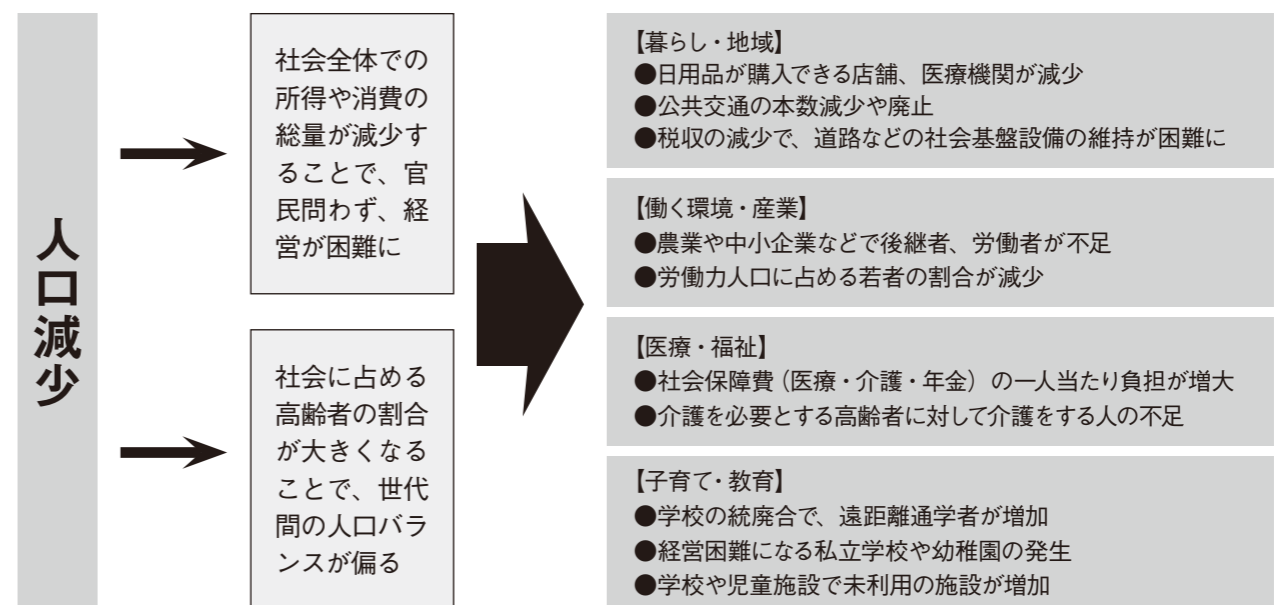 人口減少
社会全体での
所得や消費の
総量が減少す
ることで、官
民問わず、経
営が困難に
社会に占める
高齢者の割合
が大きくなる
ことで、世代
間の人口バラ
ンスが偏る
【暮らし・地域】
●日用品が購入できる店舗、医療機関が減少
●公共交通の本数減少や廃止
●税収の減少で、道路などの社会基盤設備の維持が困難に
【働く環境・産業】
●農業や中小企業などで後継者、労働者が不足
●労働力人口に占める若者の割合が減少
【医療・福祉】
●社会保障費（医療・介護・年金）の一人当たり負担が増大
●介護を必要とする高齢者に対して介護をする人の不足
【子育て・教育】
●学校の統廃合で、遠距離通学者が増加
●経営困難になる私立学校や幼稚園の発生
●学校や児童施設で未利用の施設が増加